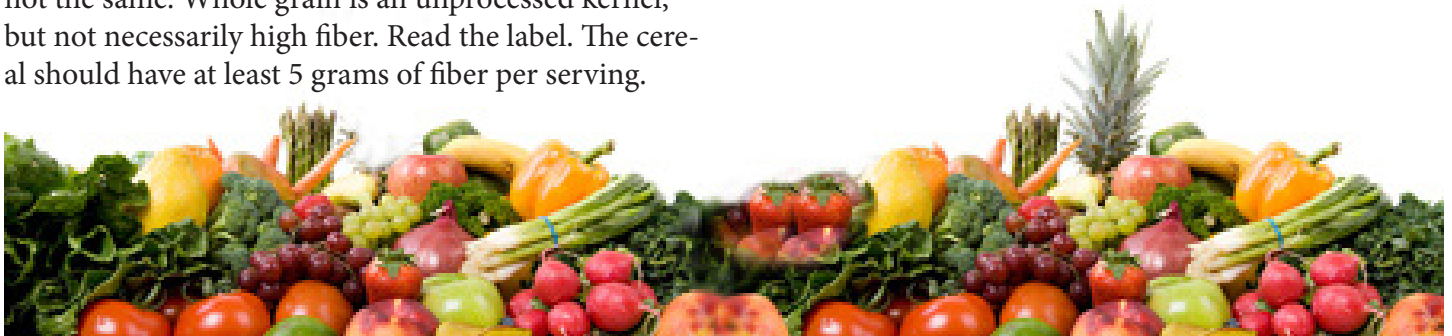 not the same. Whole grain is an unprocessed kernel,
but not necessarily high fiber. Read the label. The cere-
al should have at least 5 grams of fiber per serving.